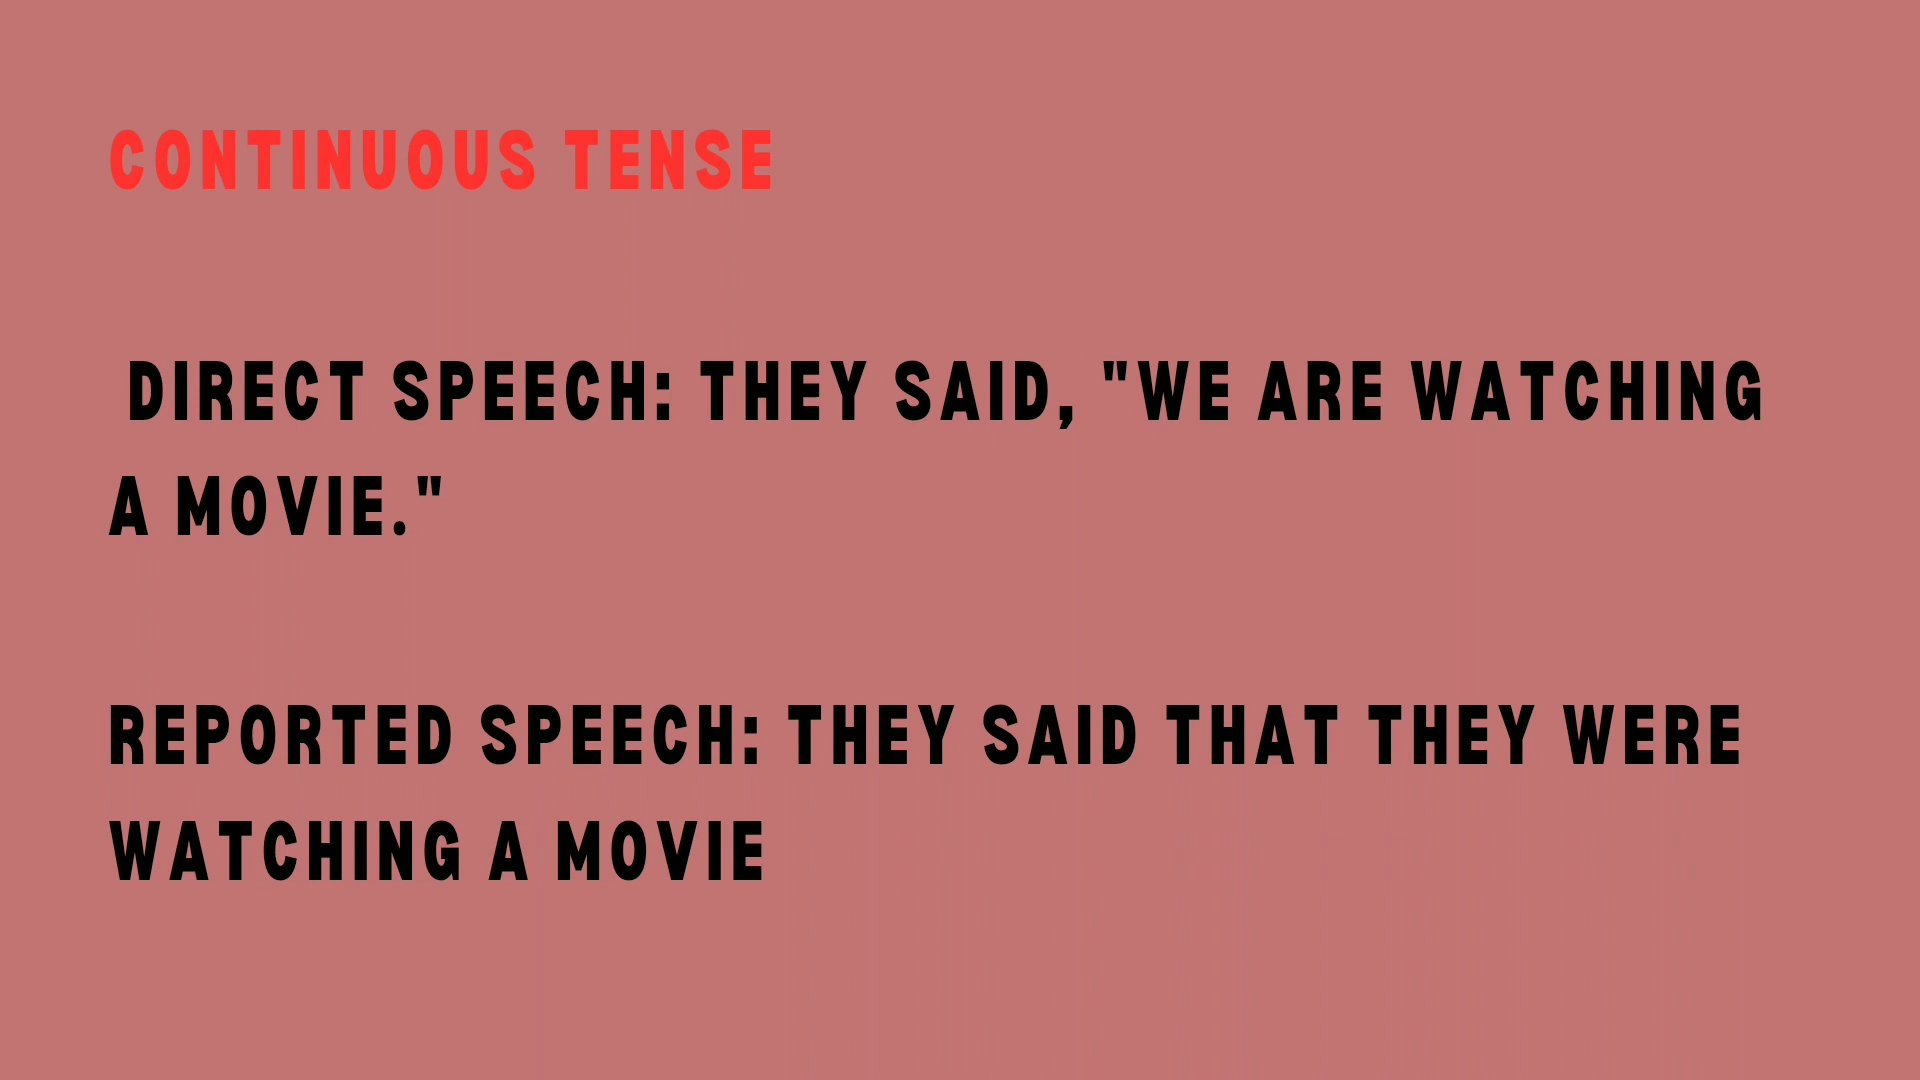 CONTINUOUS TENSE
DIRECT SPEECH: THEY SAID, "WE ARE WATCHING
A MOVIE."
REPORTED SPEECH: THEY SAID THAT THEY WERE
WATCHING A MOVIE